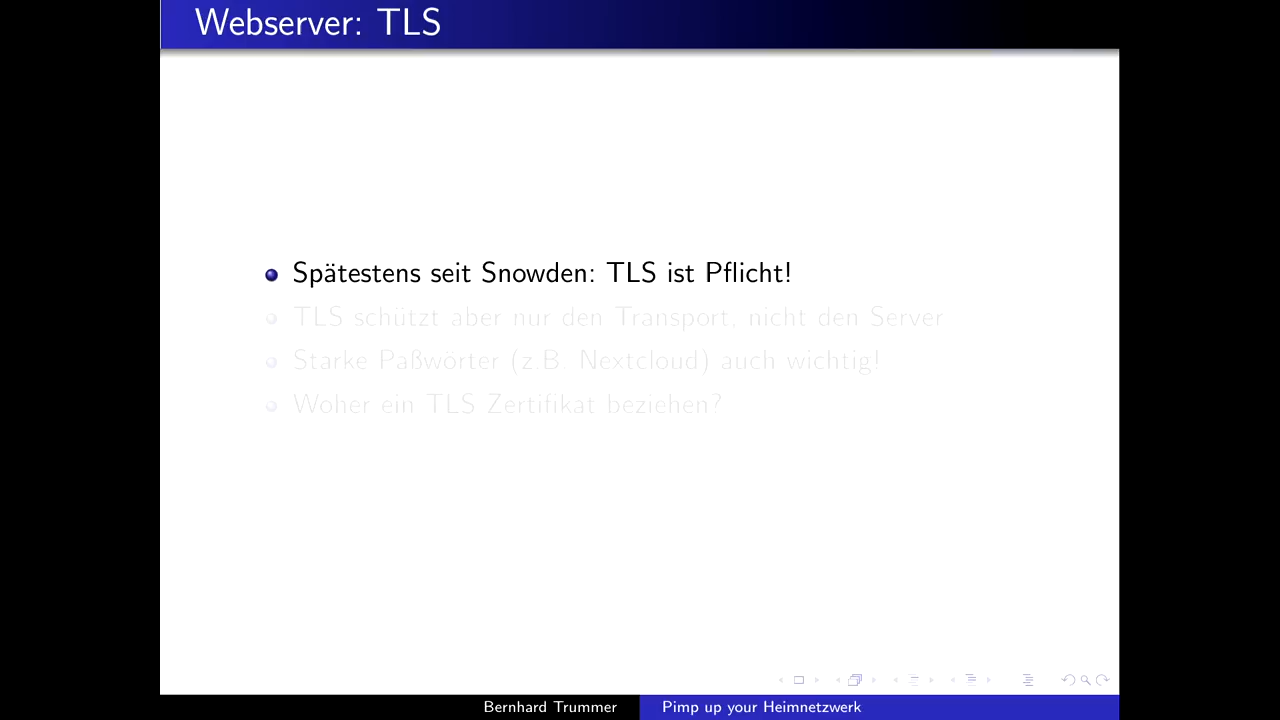 Webserver: TLS
Spätestens seit Snowden: TLS ist Pflicht!
TLS schützt aber nur den Transport, nicht den Server
Starke Paßwörter (z.B Nextcloud) auch wichtig!
Woher ein TLS Zertifikat beziehen?
Bernhard Trummer
Pimp up your Heimnetzwerk